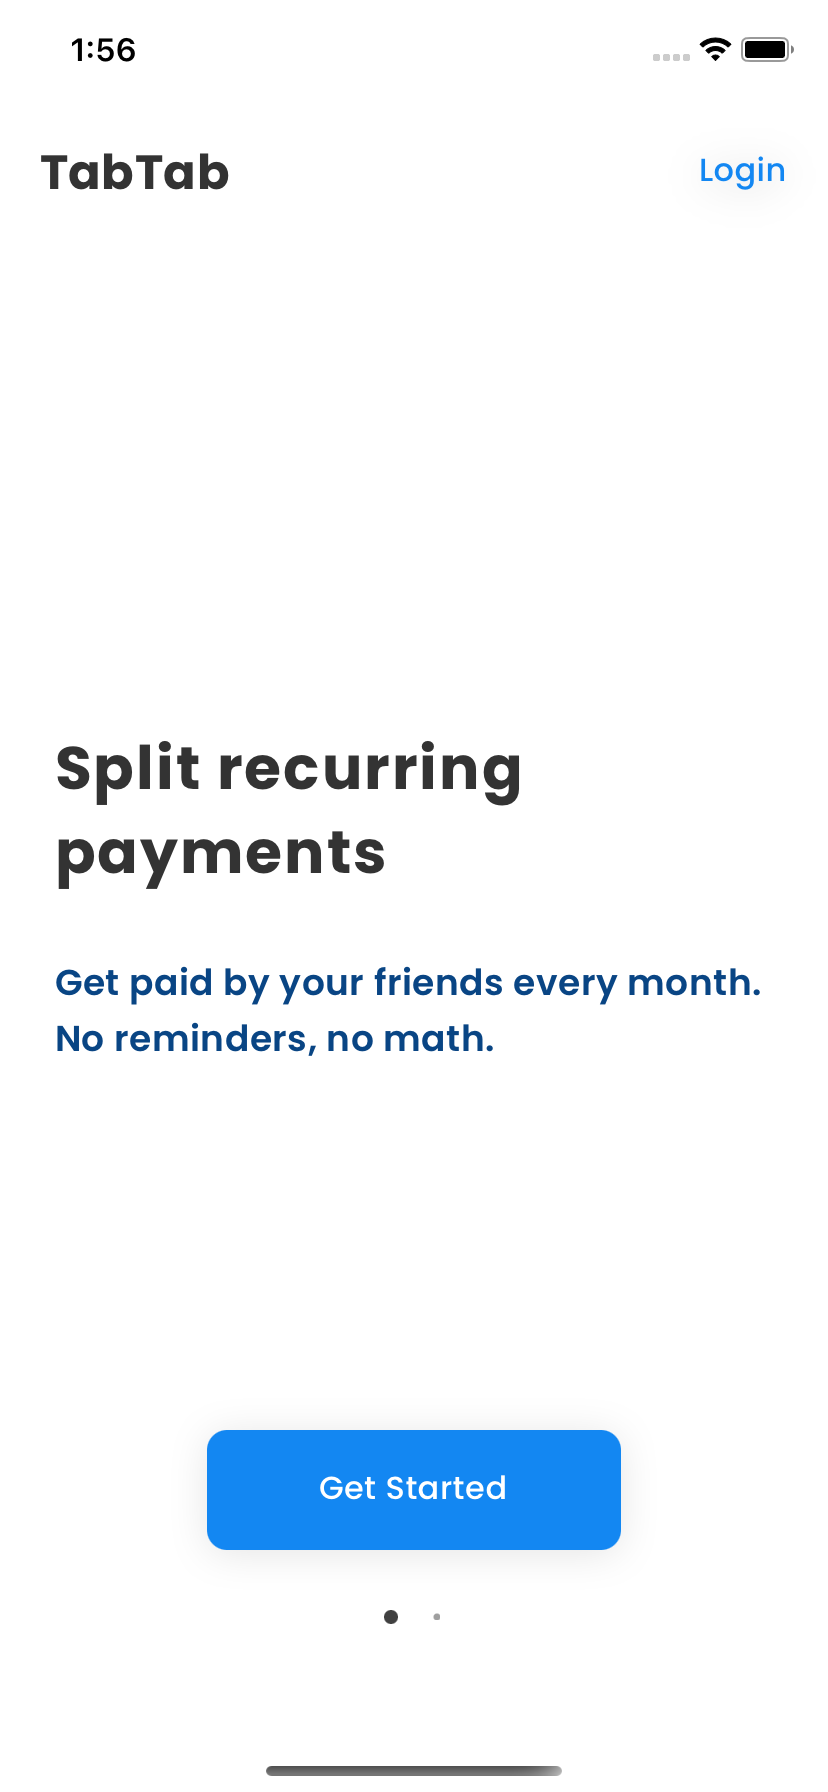 1:56
TabTab
Login
Split recurring
payments
Get paid by your friends every month.
No reminders, no math.
Get Started